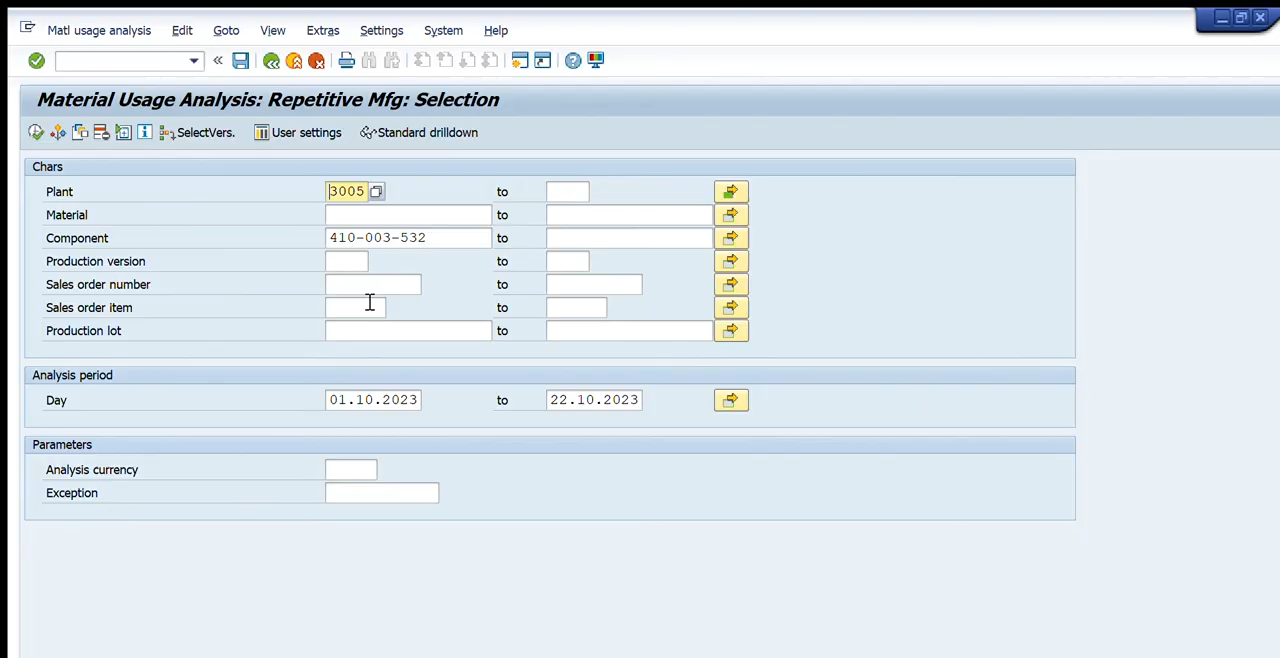 Matl usage analysis Edit Goto View Extras Settings System Help
Material Usage Analysis: Repetitive Mfg: Selection
SelectVers. User settings Standard drilldown
Chars
Plant 3005 to
Material to
Component 410-003-532 to
Production version to
Sales order number to
Sales order item to
Production lot to
Analysis period
Day 01.10.2023 to 22.10.2023
Parameters
Analysis currency
Exception